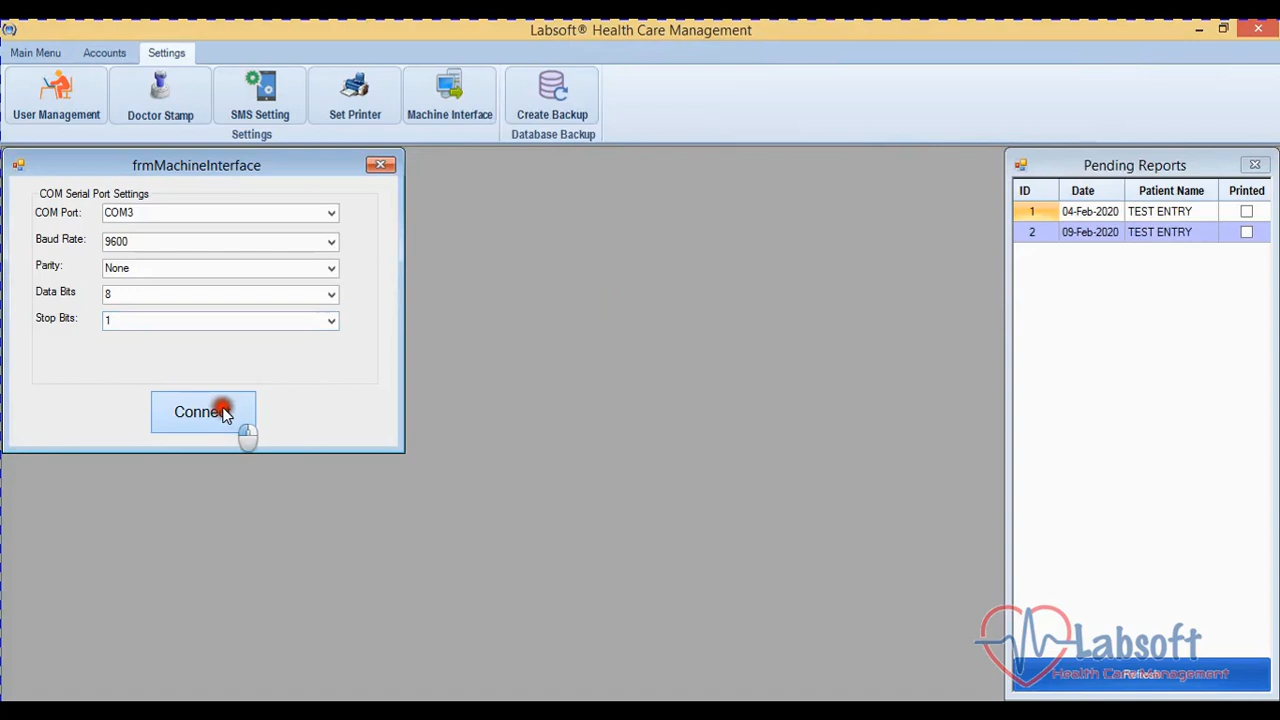 Labsoft® Health Care Management
Main Menu Accounts Settings
User Management Doctor Stamp SMS Setting Set Printer Machine Interface Create Backup
Settings Database Backup
frmMachineInterface
COM Serial Port Settings
COM Port: COM3
Baud Rate: 9600
Parity: None
Data Bits 8
Stop Bits: 1
Connect
Pending Reports
ID Date Patient Name Printed
1 04-Feb-2020 TEST ENTRY
2 09-Feb-2020 TEST ENTRY
Labsoft
Health Care Management
Refresh